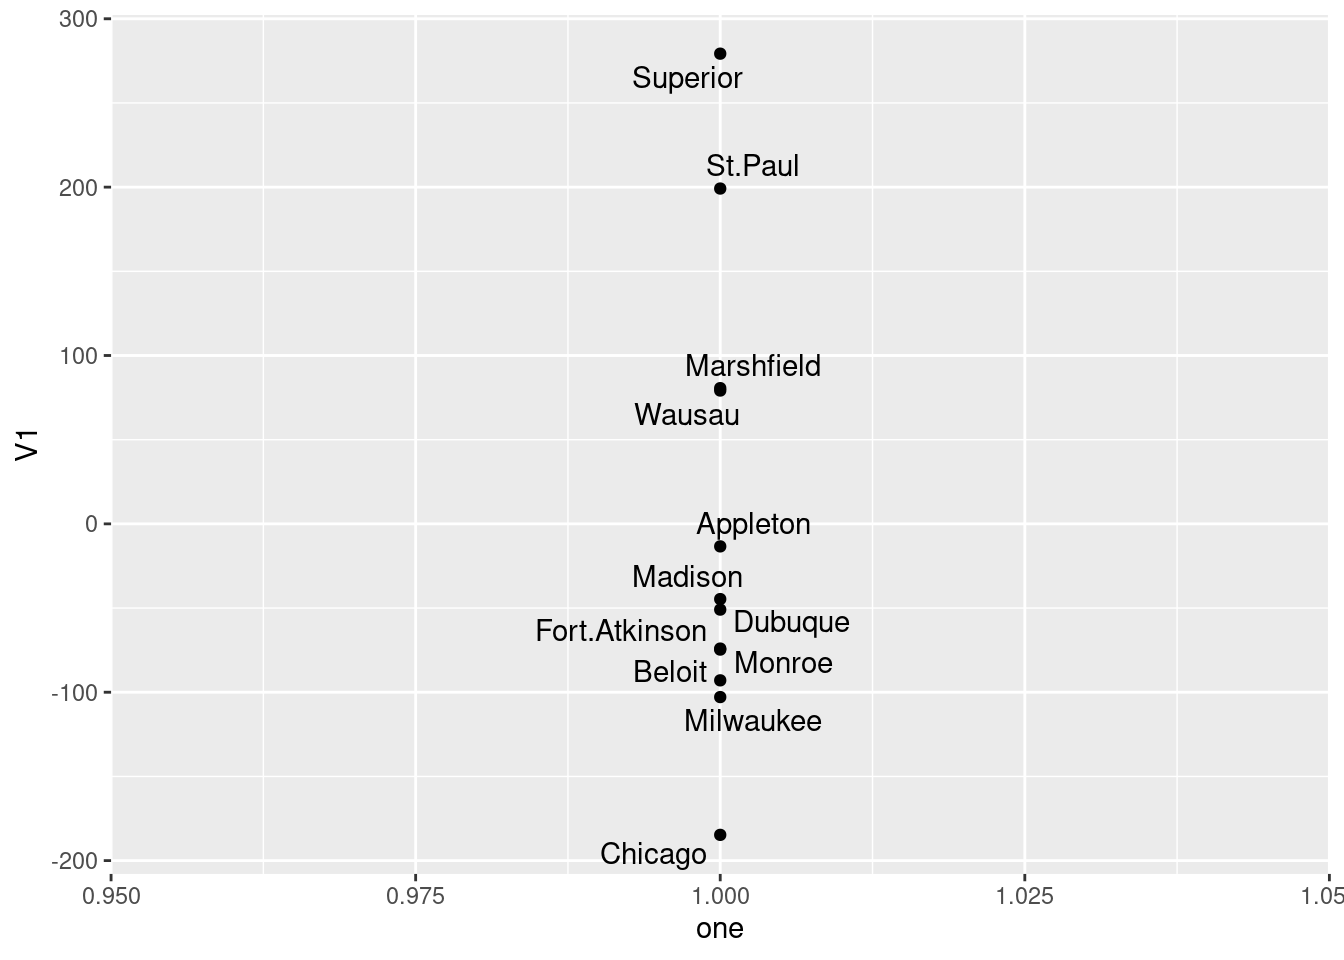 300
Superior
St.Paul
200
Marshfield
100
Wausau
V1
Appleton
0
Madison
Dubuque
Fort.Atkinson
Monroe
Beloit
-100
Milwaukee
Chicago
-200
0.950 0.975 1.000 1.025 1.05
one